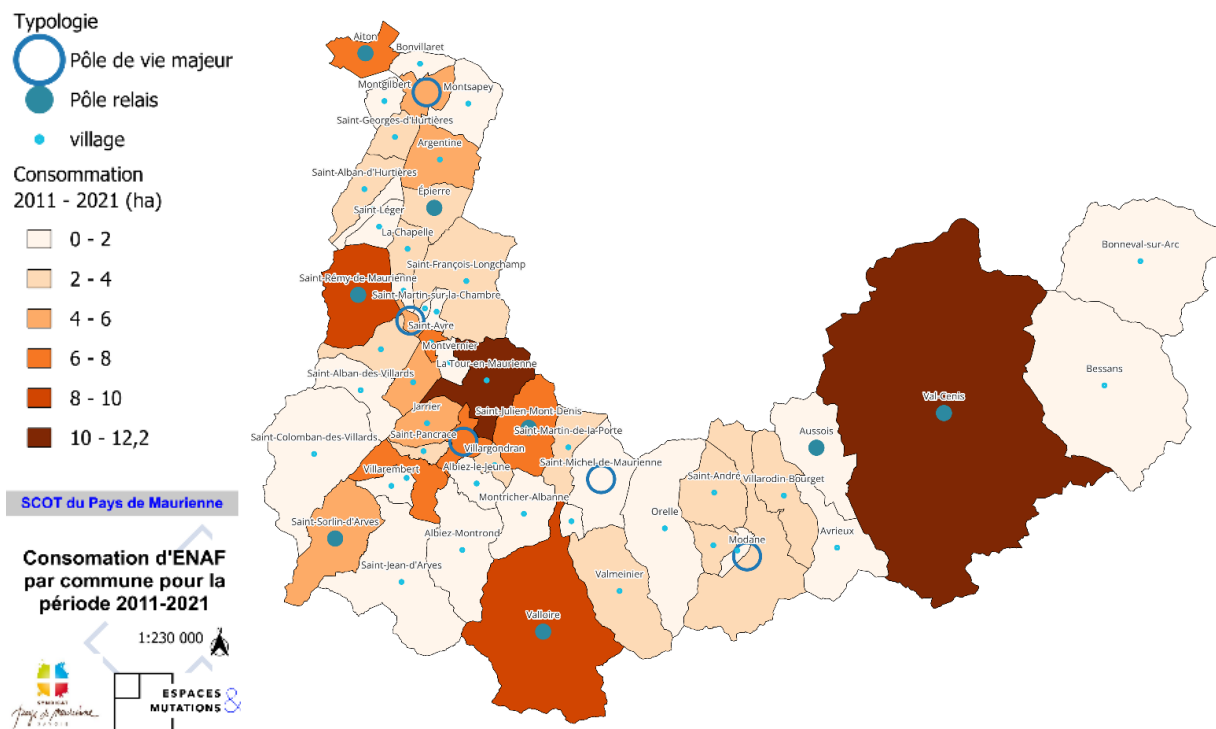 Typologie
Pôle de vie majeur
Pôle relais
village
Consommation
2011 - 2021 (ha)
0 - 2
2 - 4
4 - 6
6 - 8
8 - 10
10 - 12,2
SCOT du Pays de Maurienne
Consomation d'ENAF
par commune pour la
période 2011-2021
1:230 000
SYNDICAT
Pays de Maurienne
SAVOIE
ESPACES
MUTATIONS &
Aiton
Bonvillaret
Montgilbert
Montsapey
Saint-Georges-d'Hurtières
Argentine
Saint-Alban-d'Hurtières
Épierre
Saint-Léger
La Chapelle
Saint-François-Longchamp
Saint-Rémy-de-Maurienne
Saint-Martin-sur-la-Chambre
Saint-Avre
Montvernier
La Tour-en-Maurienne
Saint-Alban-des-Villards
Jarrier
Saint-Julien-Mont-Denis
Saint-Colomban-des-Villards
Saint-Pancrace
Saint-Martin-de-la-Porte
Villargondran
Saint-Michel-de-Maurienne
Villarembert
Albiez-le-Jeune
Montricher-Albanne
Saint-Sorlin-d'Arves
Albiez-Montrond
Saint-Jean-d'Arves
Valloire
Valmeinier
Orelle
Saint-André
Villarodin-Bourget
Modane
Avrieux
Aussois
Val-Cenis
Bessans
Bonneval-sur-Arc